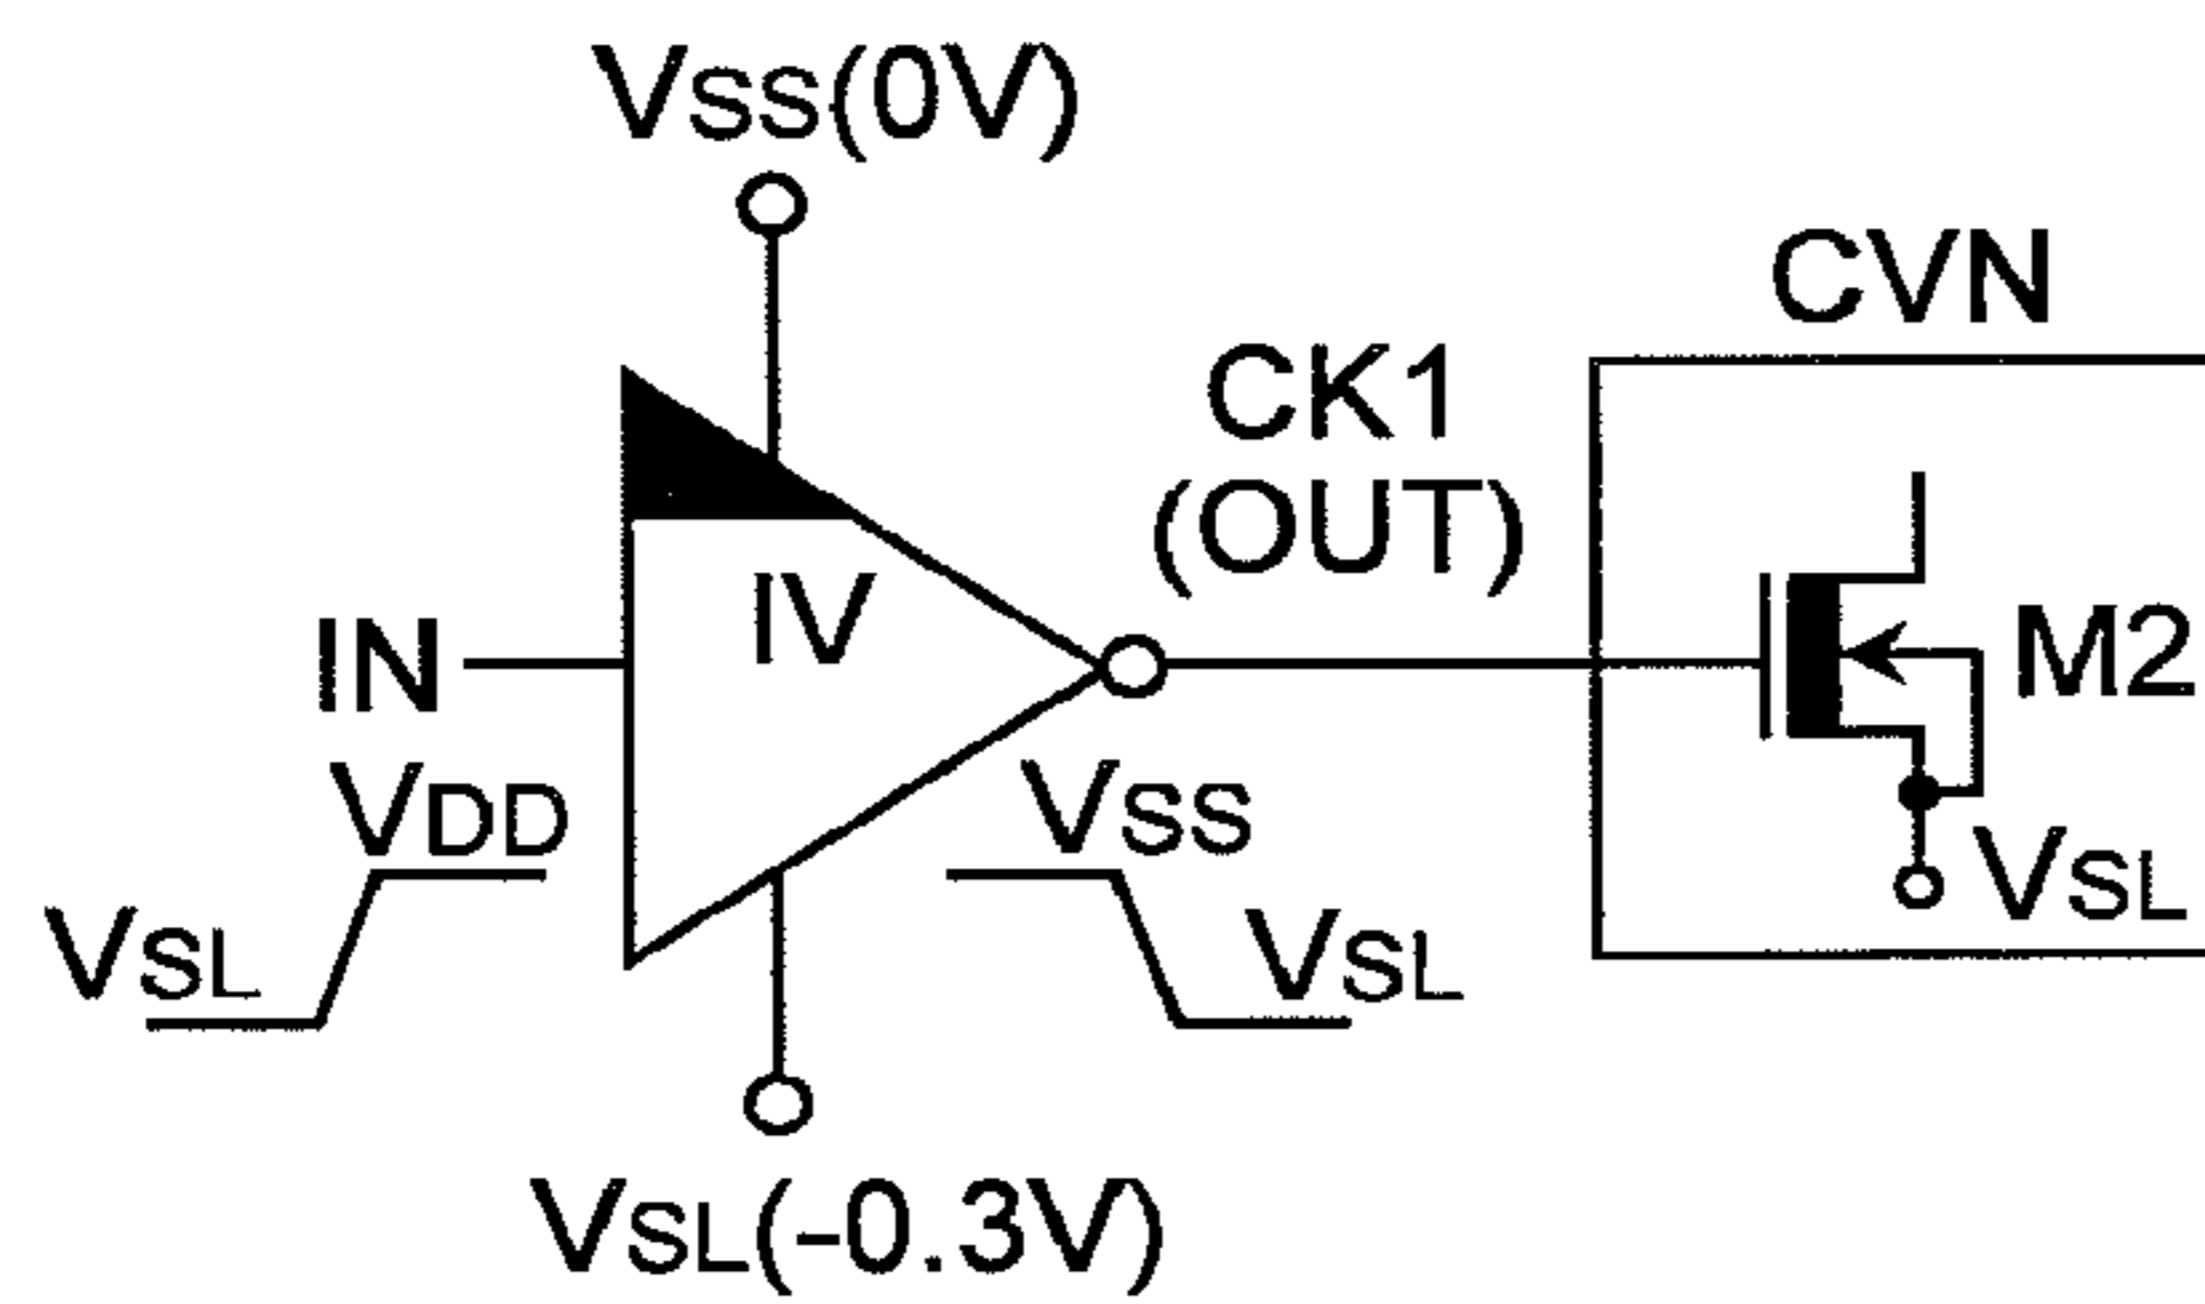 VSS(0V)
CVN
CK1
(OUT)
IV
IN
M2
VDD
VSS
VSL
VSL
VSL
VSL(-0.3V)